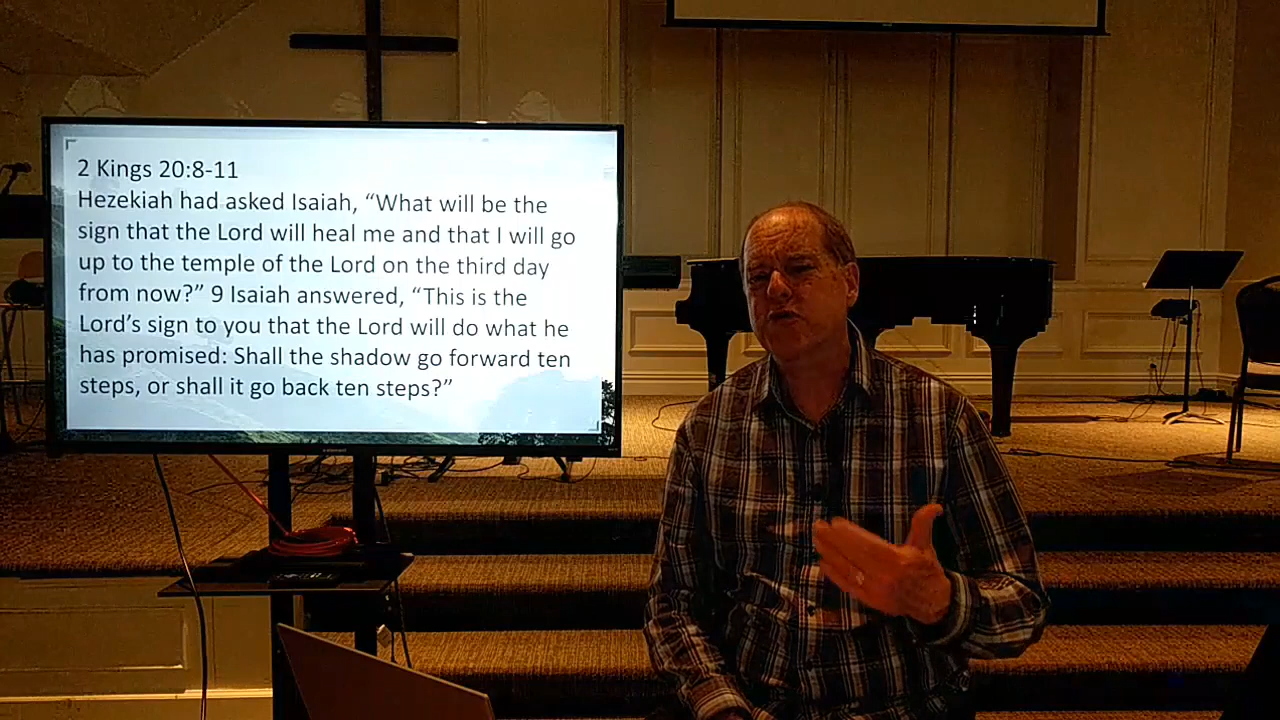 2 Kings 20:8-11
Hezekiah had asked Isaiah, “What will be the
sign that the Lord will heal me and that I will go
up to the temple of the Lord on the third day
from now?” 9 Isaiah answered, “This is the
Lord’s sign to you that the Lord will do what he
has promised: Shall the shadow go forward ten
steps, or shall it go back ten steps?”